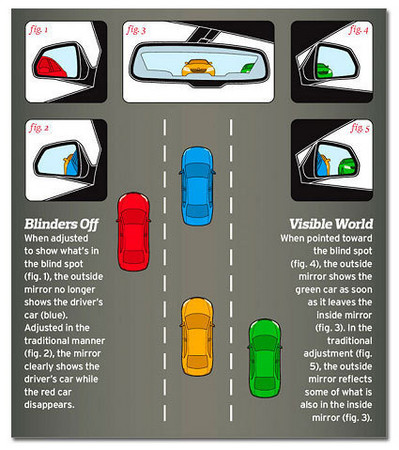 fig. 1
fig. 3
fig. 4
fig. 2
fig. 5
Blinders Off
When adjusted
to show what's in
the blind spot
(fig. 1), the outside
mirror no longer
shows the driver's
car (blue).
Adjusted in the
traditional manner
(fig. 2), the mirror
clearly shows the
driver's car while
the red car
disappears.
Visible World
When pointed toward
the blind spot
(fig. 4), the outside
mirror shows the
green car as soon
as it leaves the
inside mirror
(fig. 3). In the
traditional
adjustment (fig.
5), the outside
mirror reflects
some of what is
also in the inside
mirror (fig. 3).